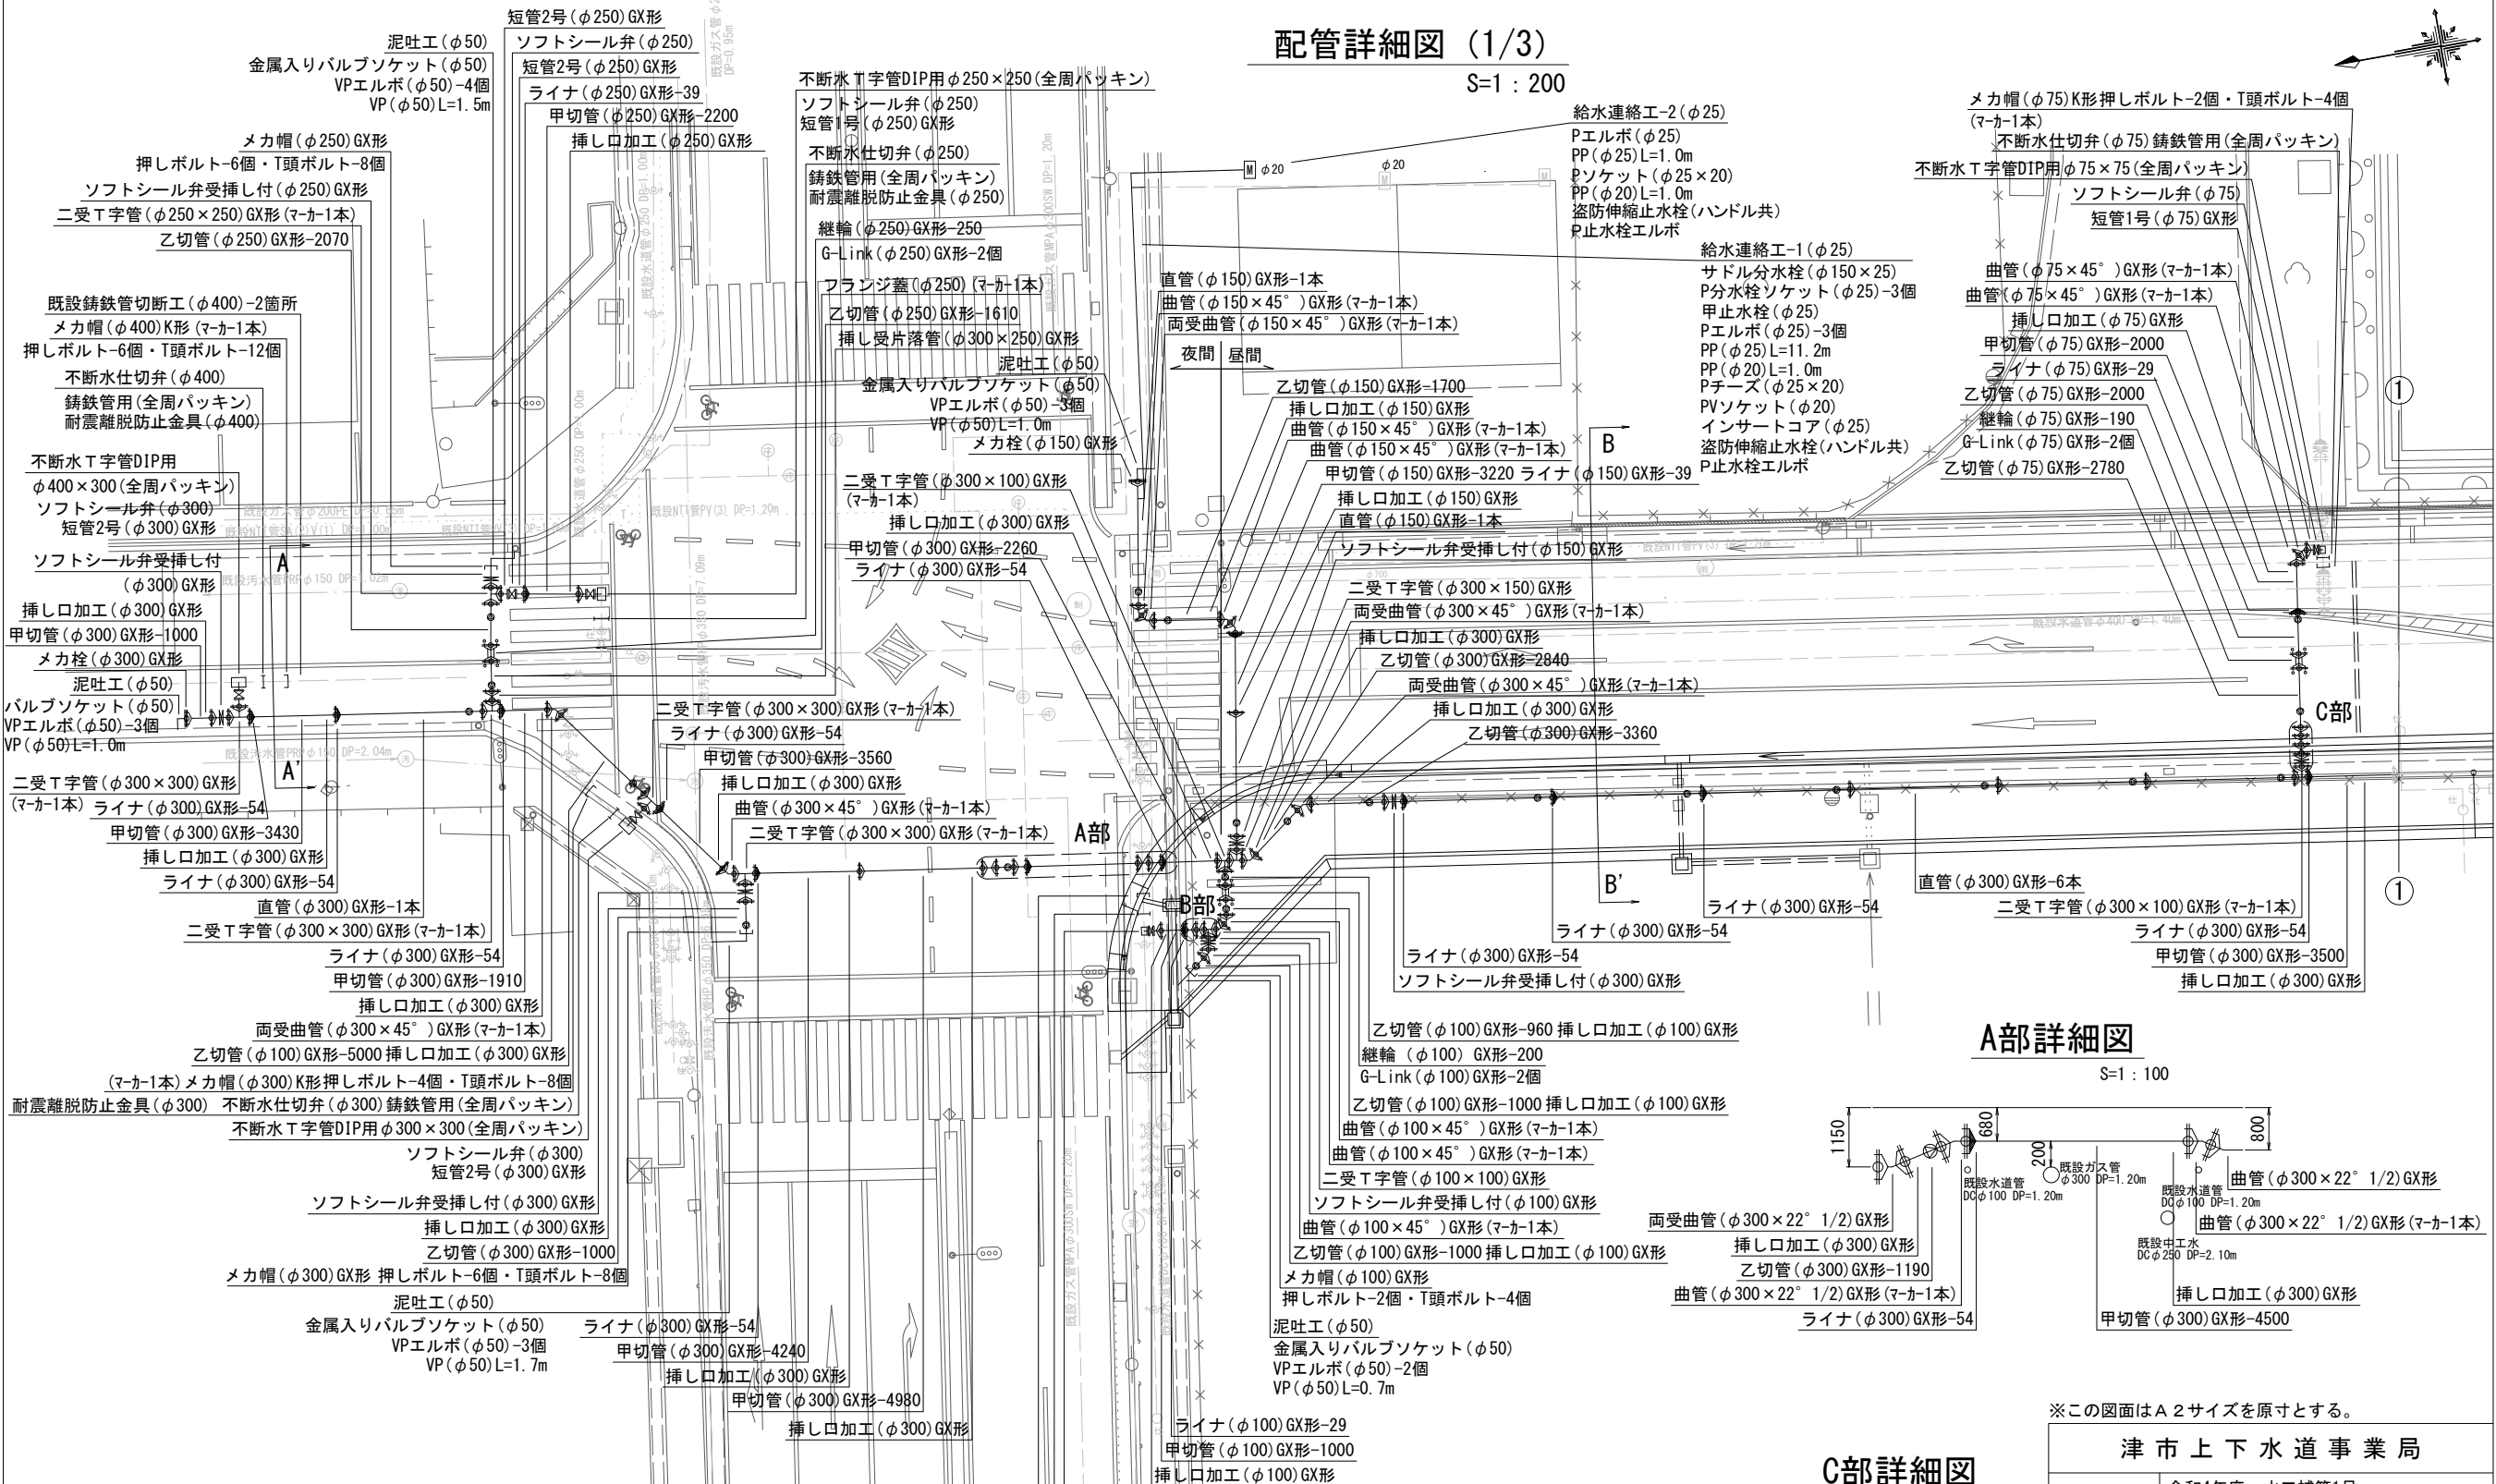 配管詳細図 (1/3)
S=1：200
短管2号(φ250)GX形
泥吐工(φ50)
ソフトシール弁(φ250)
金属入りバルブソケット(φ50)
短管2号(φ250)GX形
VPエルボ(φ50)-4個
ライナ(φ250)GX形-39
VP(φ50)L=1.5m
甲切管(φ250)GX形-2200
メカ帽(φ250)GX形
挿し口加工(φ250)GX形
押しボルト-6個・T頭ボルト-8個
ソフトシール弁受挿し付(φ250)GX形
二受T字管(φ250×250)GX形(マーカー1本)
乙切管(φ250)GX形-2070
既設鋳鉄管切断工(φ400)-2箇所
メカ帽(φ400)K形(マーカー1本)
押しボルト-6個・T頭ボルト-12個
不断水仕切弁(φ400)
鋳鉄管用(全周パッキン)
耐震離脱防止金具(φ400)
不断水T字管DIP用
φ400×300(全周パッキン)
ソフトシール弁(φ300)
短管2号(φ300)GX形
ソフトシール弁受挿し付
(φ300)GX形
挿し口加工(φ300)GX形
甲切管(φ300)GX形-1000
メカ栓(φ300)GX形
泥吐工(φ50)
バルブソケット(φ50)
VPエルボ(φ50)-3個
VP(φ50)L=1.0m
二受T字管(φ300×300)GX形
(マーカー1本)
ライナ(φ300)GX形-54
甲切管(φ300)GX形-3430
挿し口加工(φ300)GX形
ライナ(φ300)GX形-54
直管(φ300)GX形-1本
二受T字管(φ300×300)GX形(マーカー1本)
ライナ(φ300)GX形-54
甲切管(φ300)GX形-1910
挿し口加工(φ300)GX形
両受曲管(φ300×45°)GX形(マーカー1本)
乙切管(φ100)GX形-5000 挿し口加工(φ300)GX形
(マーカー1本)メカ帽(φ300)K形押しボルト-4個・T頭ボルト-8個
耐震離脱防止金具(φ300) 不断水仕切弁(φ300)鋳鉄管用(全周パッキン)
不断水T字管DIP用φ300×300(全周パッキン)
ソフトシール弁(φ300)
短管2号(φ300)GX形
ソフトシール弁受挿し付(φ300)GX形
挿し口加工(φ300)GX形
乙切管(φ300)GX形-1000
メカ帽(φ300)GX形 押しボルト-6個・T頭ボルト-8個
泥吐工(φ50)
金属入りバルブソケット(φ50)
VPエルボ(φ50)-3個
VP(φ50)L=1.7m
不断水T字管DIP用φ250×250(全周パッキン)
ソフトシール弁(φ250)
短管1号(φ250)GX形
不断水仕切弁(φ250)
鋳鉄管用(全周パッキン)
耐震離脱防止金具(φ250)
継輪(φ250)GX形-250
G-Link(φ250)GX形-2個
フランジ蓋(φ250)(マーカー1本)
乙切管(φ250)GX形-1610
挿し受片落管(φ300×250)GX形
泥吐工(φ50)
金属入りバルブソケット(φ50)
VPエルボ(φ50)-3個
VP(φ50)L=1.0m
メカ栓(φ150)GX形
二受T字管(φ300×100)GX形
(マーカー1本)
挿し口加工(φ300)GX形
甲切管(φ300)GX形-2260
ライナ(φ300)GX形-54
二受T字管(φ300×300)GX形(マーカー1本)
ライナ(φ300)GX形-54
甲切管(φ300)GX形-3560
挿し口加工(φ300)GX形
曲管(φ300×45°)GX形(マーカー1本)
二受T字管(φ300×300)GX形(マーカー1本)
A部
ライナ(φ300)GX形-54
甲切管(φ300)GX形-4240
挿し口加工(φ300)GX形
甲切管(φ300)GX形-4980
挿し口加工(φ300)GX形
直管(φ150)GX形-1本
曲管(φ150×45°)GX形(マーカー1本)
両受曲管(φ150×45°)GX形(マーカー1本)
夜間 昼間
乙切管(φ150)GX形-1700
挿し口加工(φ150)GX形
曲管(φ150×45°)GX形(マーカー1本)
曲管(φ150×45°)GX形(マーカー1本)
甲切管(φ150)GX形-3220 ライナ(φ150)GX形-39
挿し口加工(φ150)GX形
直管(φ150)GX形-1本
ソフトシール弁受挿し付(φ150)GX形
二受T字管(φ300×150)GX形
両受曲管(φ300×45°)GX形(マーカー1本)
挿し口加工(φ300)GX形
乙切管(φ300)GX形-2840
両受曲管(φ300×45°)GX形(マーカー1本)
挿し口加工(φ300)GX形
乙切管(φ300)GX形-3360
φ20
φ20
給水連絡工-2(φ25)
Pエルボ(φ25)
PP(φ25)L=1.0m
Pソケット(φ25×20)
PP(φ20)L=1.0m
盗防伸縮止水栓(ハンドル共)
P止水栓エルボ
給水連絡工-1(φ25)
サドル分水栓(φ150×25)
P分水栓ソケット(φ25)-3個
甲止水栓(φ25)
Pエルボ(φ25)-3個
PP(φ25)L=11.2m
PP(φ20)L=1.0m
Pチーズ(φ25×20)
PVソケット(φ20)
インサートコア(φ25)
盗防伸縮止水栓(ハンドル共)
P止水栓エルボ
メカ帽(φ75)K形押しボルト-2個・T頭ボルト-4個
(マーカー1本)
不断水仕切弁(φ75)鋳鉄管用(全周パッキン)
不断水T字管DIP用φ75×75(全周パッキン)
ソフトシール弁(φ75)
短管1号(φ75)GX形
曲管(φ75×45°)GX形(マーカー1本)
曲管(φ75×45°)GX形(マーカー1本)
挿し口加工(φ75)GX形
甲切管(φ75)GX形-2000
ライナ(φ75)GX形-29
乙切管(φ75)GX形-2000
継輪(φ75)GX形-190
G-Link(φ75)GX形-2個
乙切管(φ75)GX形-2780
A
A'
B
B'
B部
C部
①
①
直管(φ300)GX形-6本
ライナ(φ300)GX形-54
ライナ(φ300)GX形-54
ライナ(φ300)GX形-54
ソフトシール弁受挿し付(φ300)GX形
二受T字管(φ300×100)GX形(マーカー1本)
ライナ(φ300)GX形-54
甲切管(φ300)GX形-3500
挿し口加工(φ300)GX形
乙切管(φ100)GX形-960 挿し口加工(φ100)GX形
継輪 (φ100) GX形-200
G-Link(φ100)GX形-2個
乙切管(φ100)GX形-1000 挿し口加工(φ100)GX形
曲管(φ100×45°)GX形(マーカー1本)
曲管(φ100×45°)GX形(マーカー1本)
二受T字管(φ100×100)GX形
ソフトシール弁受挿し付(φ100)GX形
曲管(φ100×45°)GX形(マーカー1本)
乙切管(φ100)GX形-1000 挿し口加工(φ100)GX形
メカ帽(φ100)GX形
押しボルト-2個・T頭ボルト-4個
泥吐工(φ50)
金属入りバルブソケット(φ50)
VPエルボ(φ50)-2個
VP(φ50)L=0.7m
ライナ(φ100)GX形-29
甲切管(φ100)GX形-1000
挿し口加工(φ100)GX形
A部詳細図
S=1：100
1150
680
200
800
既設水道管
DCφ100 DP=1.20m
既設ガス管
φ300 DP=1.20m
既設水道管
DCφ100 DP=1.20m
既設中工水
DCφ250 DP=2.10m
曲管(φ300×22°1/2)GX形
曲管(φ300×22°1/2)GX形(マーカー1本)
両受曲管(φ300×22°1/2)GX形
挿し口加工(φ300)GX形
乙切管(φ300)GX形-1190
曲管(φ300×22°1/2)GX形(マーカー1本)
ライナ(φ300)GX形-54
挿し口加工(φ300)GX形
甲切管(φ300)GX形-4500
※この図面はA2サイズを原寸とする。
津市上下水道事業局
C部詳細図